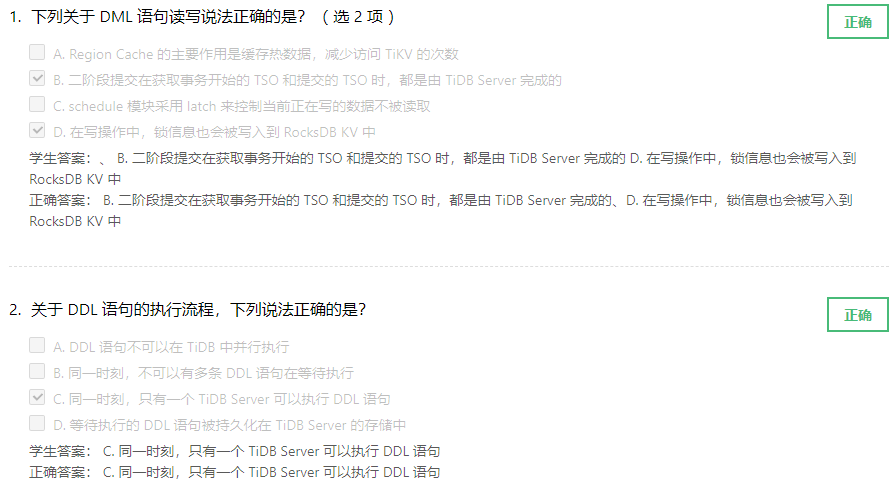 1. 下列关于 DML 语句读写说法正确的是？（ 选 2 项 ）
正确
A. Region Cache 的主要作用是缓存热数据，减少访问 TiKV 的次数
B. 二阶段提交在获取事务开始的 TSO 和提交的 TSO 时，都是由 TiDB Server 完成的
C. schedule 模块采用 latch 来控制当前正在写的数据不被读取
D. 在写操作中，锁信息也会被写入到 RocksDB KV 中
学生答案： 、 B. 二阶段提交在获取事务开始的 TSO 和提交的 TSO 时，都是由 TiDB Server 完成的 D. 在写操作中，锁信息也会被写入到
RocksDB KV 中
正确答案： B. 二阶段提交在获取事务开始的 TSO 和提交的 TSO 时，都是由 TiDB Server 完成的、D. 在写操作中，锁信息也会被写入到
RocksDB KV 中
2. 关于 DDL 语句的执行流程，下列说法正确的是？
正确
A. DDL 语句不可以在 TiDB 中并行执行
B. 同一时刻，不可以有多条 DDL 语句在等待执行
C. 同一时刻，只有一个 TiDB Server 可以执行 DDL 语句
D. 等待执行的 DDL 语句被持久化在 TiDB Server 的存储中
学生答案： C. 同一时刻，只有一个 TiDB Server 可以执行 DDL 语句
正确答案： C. 同一时刻，只有一个 TiDB Server 可以执行 DDL 语句